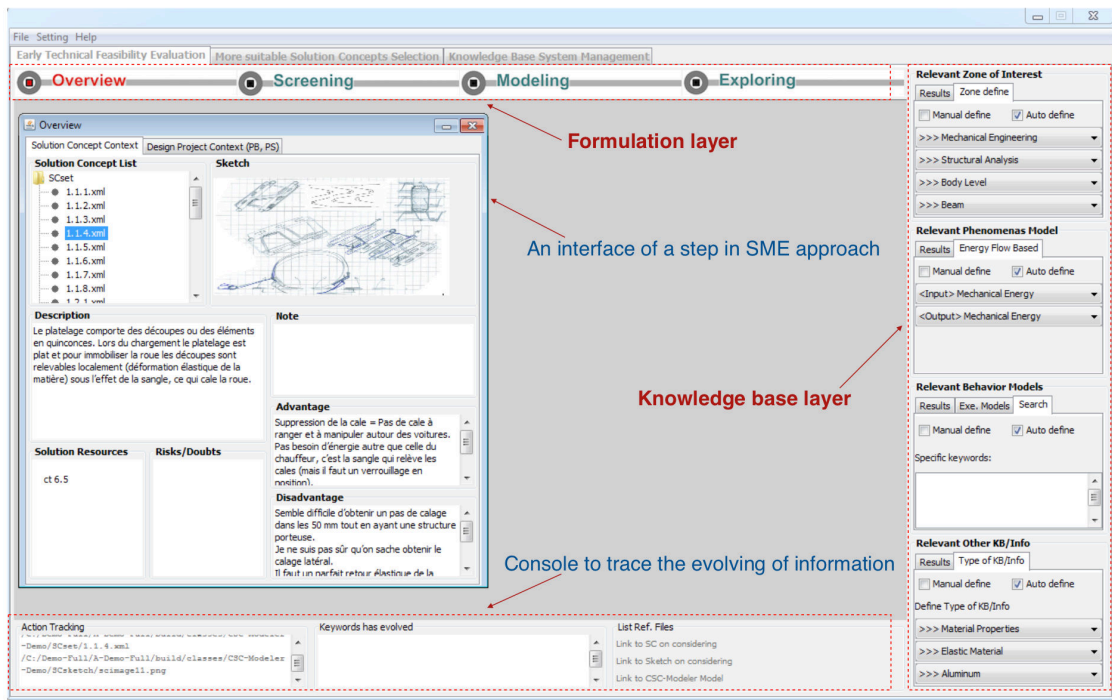 File Setting Help
Early Technical Feasibility Evaluation More suitable Solution Concepts Selection Knowledge Base System Management
Overview Screening Modeling Exploring
Formulation layer
Overview
Solution Concept Context Design Project Context (PB, PS)
Solution Concept List
SCset
1.1.1.xml
1.1.2.xml
1.1.3.xml
1.1.4.xml
1.1.5.xml
1.1.6.xml
1.1.7.xml
1.1.8.xml
1.2.1.xml
Sketch
An interface of a step in SME approach
Description
Le platelage comporte des découpes ou des éléments
en quinconces. Lors du chargement le platelage est
plat et pour immobiliser la roue les découpes sont
relevables localement (déformation élastique de la
matière) sous l'effet de la sangle, ce qui cale la roue.
Note
Advantage
Suppression de la cale = Pas de cale à
ranger et à manipuler autour des voitures.
Pas besoin d'énergie autre que celle du
chauffeur, c'est la sangle qui relève les
cales (mais il faut un verrouillage en
position).
Solution Resources
ct 6.5
Risks/Doubts
Disadvantage
Semble difficile d'obtenir un pas de calage
dans les 50 mm tout en ayant une structure
porteuse.
Je ne suis pas sûr qu'on sache obtenir le
calage latéral.
Il faut un parfait retour élastique de la
Knowledge base layer
Console to trace the evolving of information
Action Tracking
/C:/Demo-Full/A-Demo-Full/build/classes/CSC-Modeler
-Demo/SCset/1.1.4.xml
/C:/Demo-Full/A-Demo-Full/build/classes/CSC-Modeler
-Demo/SCsketch/scimage11.png
Keywords has evolved
List Ref. Files
Link to SC on considering
Link to Sketch on considering
Link to CSC-Modeler Model
Relevant Zone of Interest
Results Zone define
Manual define Auto define
>>> Mechanical Engineering
>>> Structural Analysis
>>> Body Level
>>> Beam
Relevant Phenomenas Model
Results Energy Flow Based
Manual define Auto define
<Input> Mechanical Energy
<Output> Mechanical Energy
Relevant Behavior Models
Results Exe. Models Search
Manual define Auto define
Specific keywords:
Relevant Other KB/Info
Results Type of KB/Info
Manual define Auto define
Define Type of KB/Info
>>> Material Properties
>>> Elastic Material
>>> Aluminum